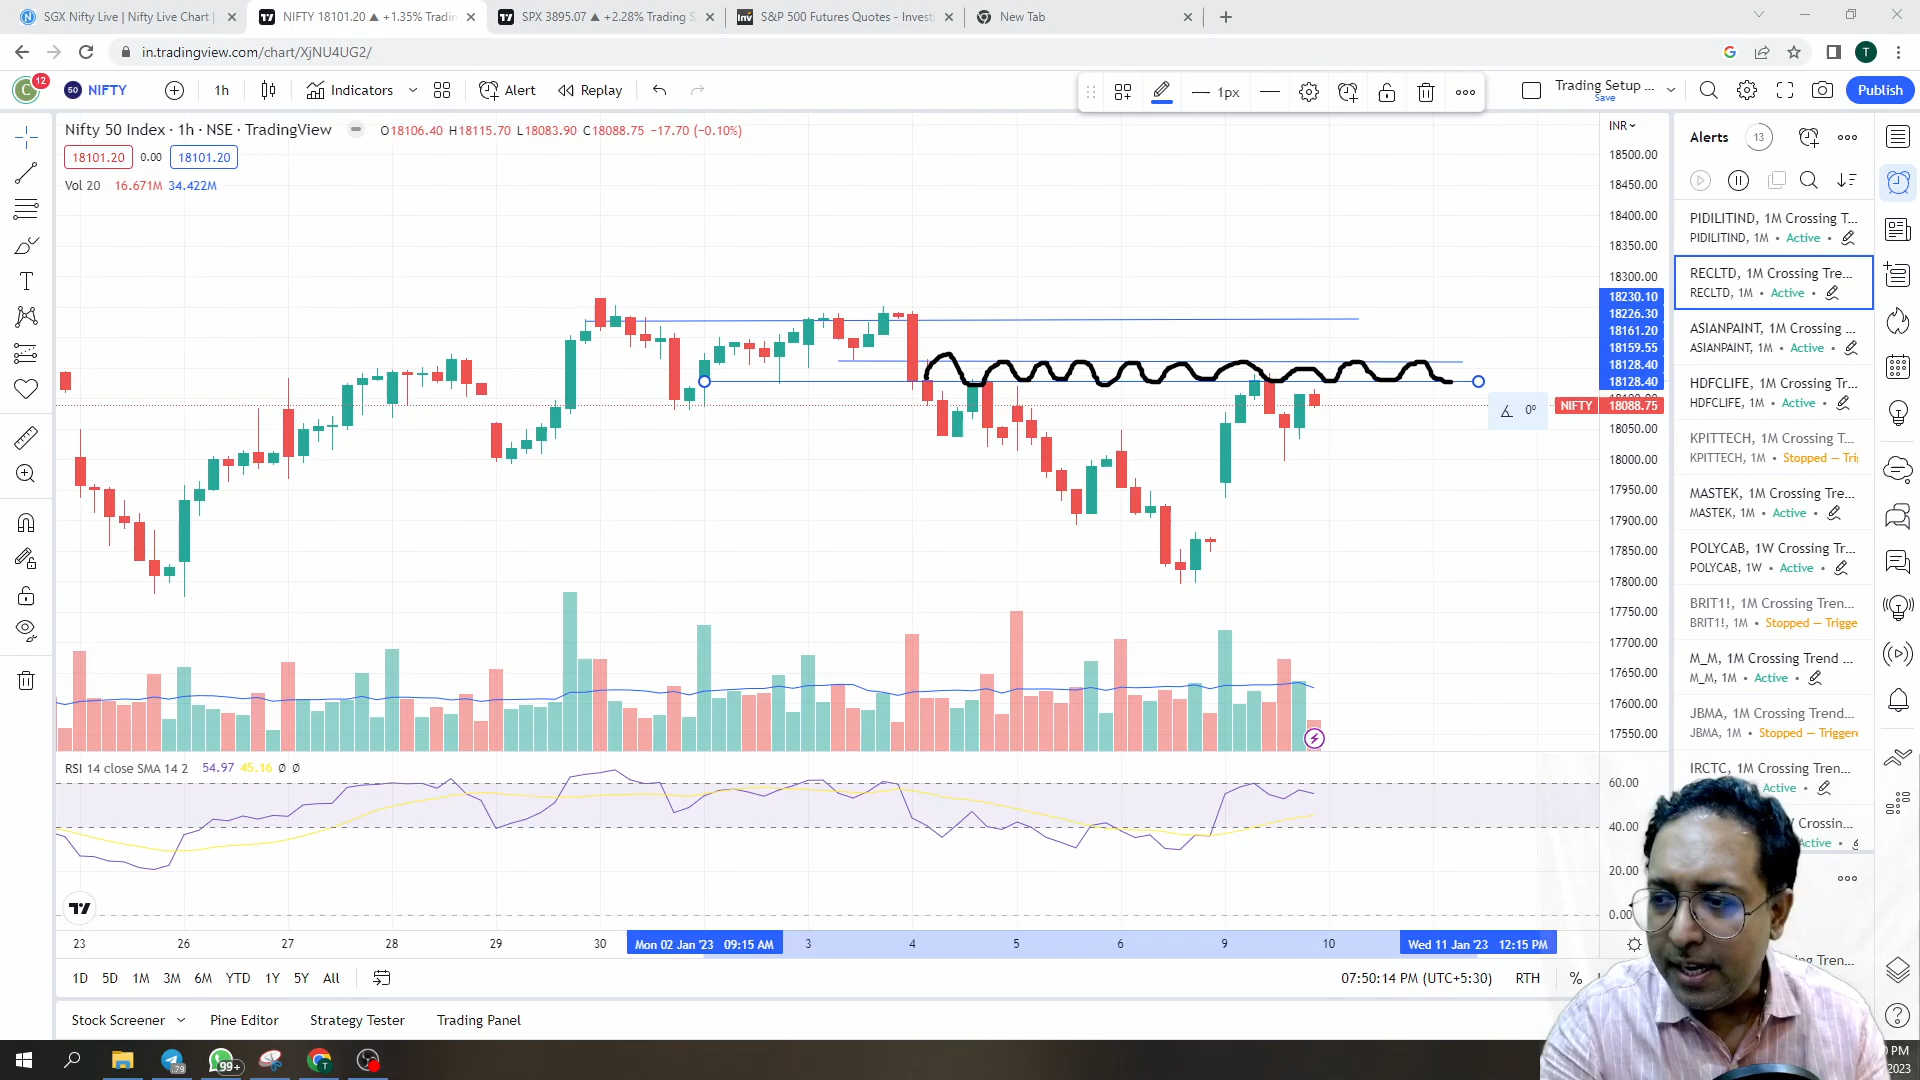 SGX Nifty Live | Nifty Live Chart |
NIFTY 18101.20 ▲ +1.35% Tradin
SPX 3895.07 ▲ +2.28% Trading S
S&P 500 Futures Quotes - Invest
New Tab
in.tradingview.com/chart/XjNU4UG2/
T
C 12
50 NIFTY
1h
Indicators
Alert
Replay
1px
Trading Setup ...
Save
Publish
Nifty 50 Index · 1h · NSE · TradingView
O18106.40 H18115.70 L18083.90 C18088.75 −17.70 (−0.10%)
18101.20 0.00 18101.20
Vol 20 16.671M 34.422M
INR
18500.00
18450.00
18400.00
18350.00
18300.00
18230.10
18226.30
18161.20
18159.55
18128.40
18128.40
NIFTY 18088.75
0°
18050.00
18000.00
17950.00
17900.00
17850.00
17800.00
17750.00
17700.00
17650.00
17600.00
17550.00
RSI 14 close SMA 14 2 54.97 45.16 Ø Ø
60.00
40.00
20.00
0.00
23 26 27 28 29 30 Mon 02 Jan '23 09:15 AM 3 4 5 6 9 10 Wed 11 Jan '23 12:15 PM
1D 5D 1M 3M 6M YTD 1Y 5Y All
07:50:14 PM (UTC+5:30) RTH %
Stock Screener Pine Editor Strategy Tester Trading Panel
Alerts 13
PIDILITIND, 1M Crossing T...
PIDILITIND, 1M • Active •
RECLTD, 1M Crossing Tre...
RECLTD, 1M • Active •
ASIANPAINT, 1M Crossing ...
ASIANPAINT, 1M • Active •
HDFCLIFE, 1M Crossing Tr...
HDFCLIFE, 1M • Active •
KPITTECH, 1M Crossing T...
KPITTECH, 1M • Stopped — Tri
MASTEK, 1M Crossing Tre...
MASTEK, 1M • Active •
POLYCAB, 1W Crossing Tr...
POLYCAB, 1W • Active •
BRIT1!, 1M Crossing Tren...
BRIT1!, 1M • Stopped — Trigge
M_M, 1M Crossing Trend ...
M_M, 1M • Active •
JBMA, 1M Crossing Trend...
JBMA, 1M • Stopped — Triggere
IRCTC, 1M Crossing Tren...
Active •
Crossin...
Active •
ng Tren...
99+
79
PM
2023